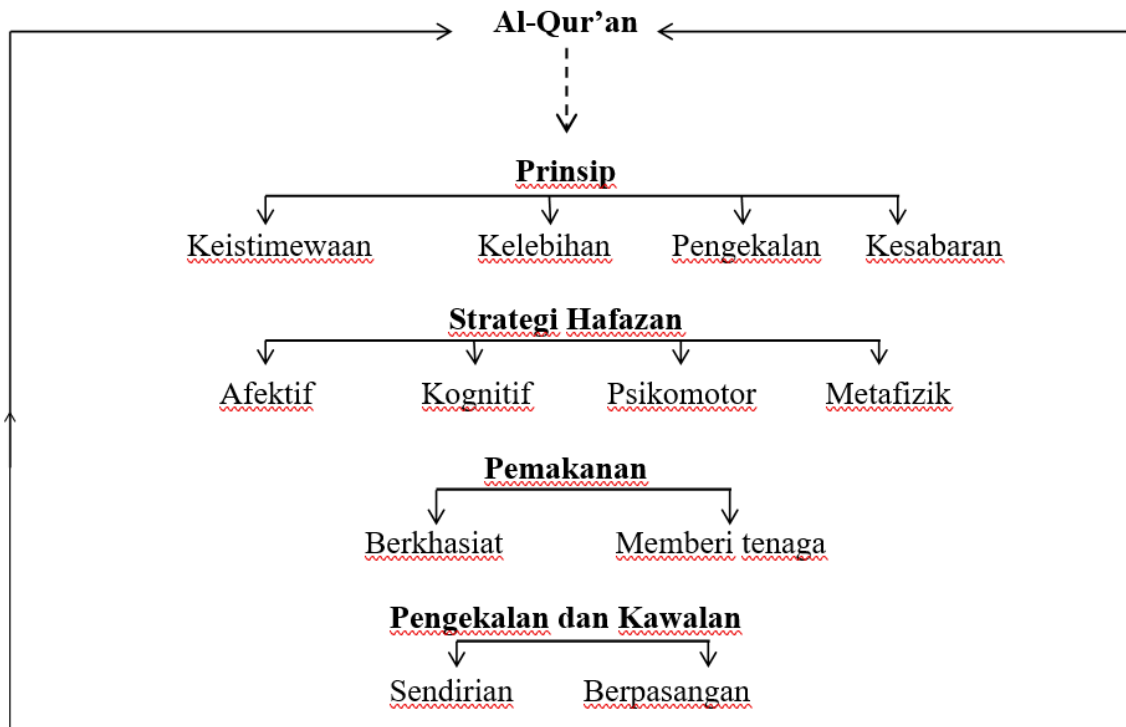 Al-Qur’an
Prinsip
Keistimewaan Kelebihan Pengekalan Kesabaran
Strategi Hafazan
Afektif Kognitif Psikomotor Metafizik
Pemakanan
Berkhasiat Memberi tenaga
Pengekalan dan Kawalan
Sendirian Berpasangan